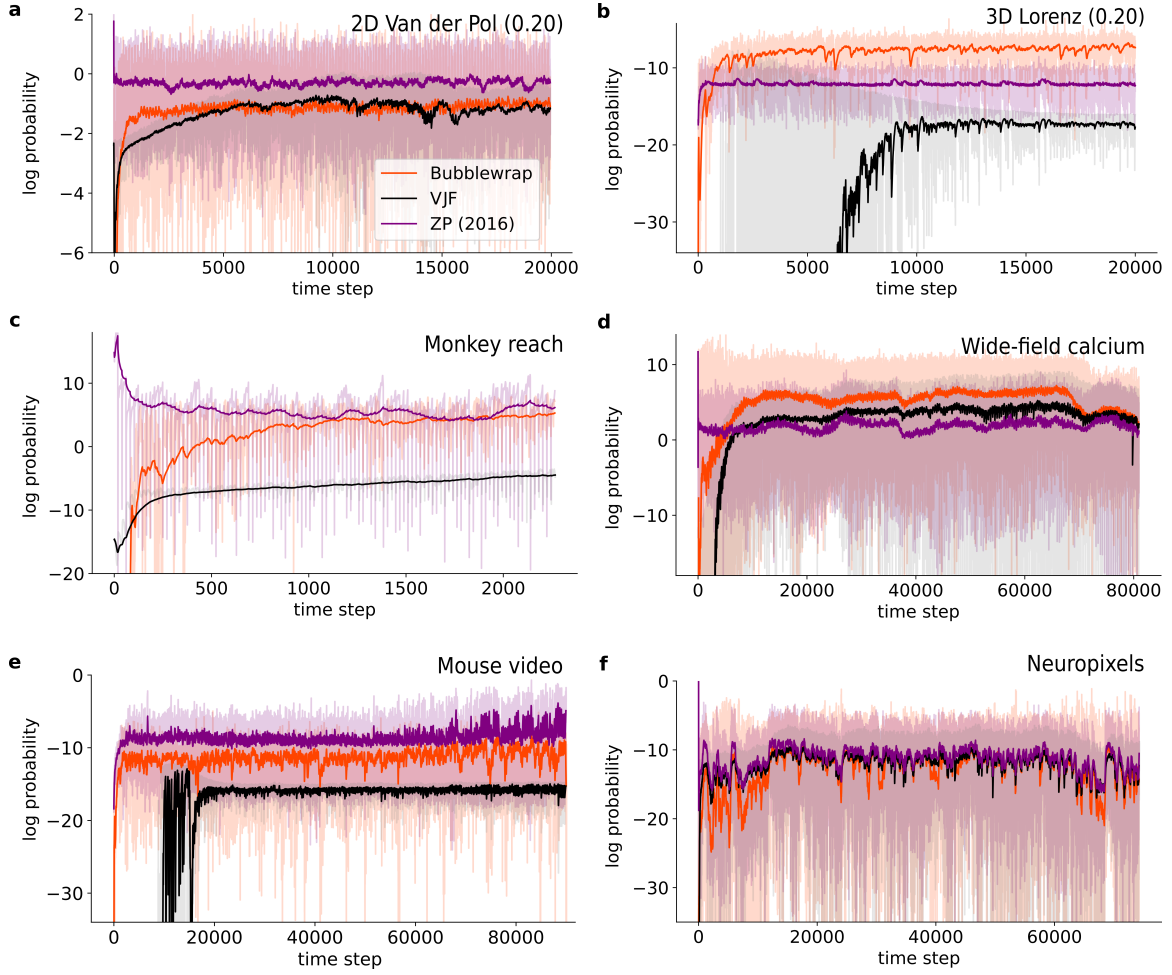 a
2D Van der Pol (0.20)
2
0
−2
−4
−6
log probability
Bubblewrap
VJF
ZP (2016)
0
5000
10000
15000
20000
time step
b
3D Lorenz (0.20)
−10
−20
−30
log probability
0
5000
10000
15000
20000
time step
c
Monkey reach
10
0
−10
−20
log probability
0
500
1000
1500
2000
time step
d
Wide-field calcium
10
0
−10
log probability
0
20000
40000
60000
80000
time step
e
Mouse video
0
−10
−20
−30
log probability
0
20000
40000
60000
80000
time step
f
Neuropixels
0
−10
−20
−30
log probability
0
20000
40000
60000
time step